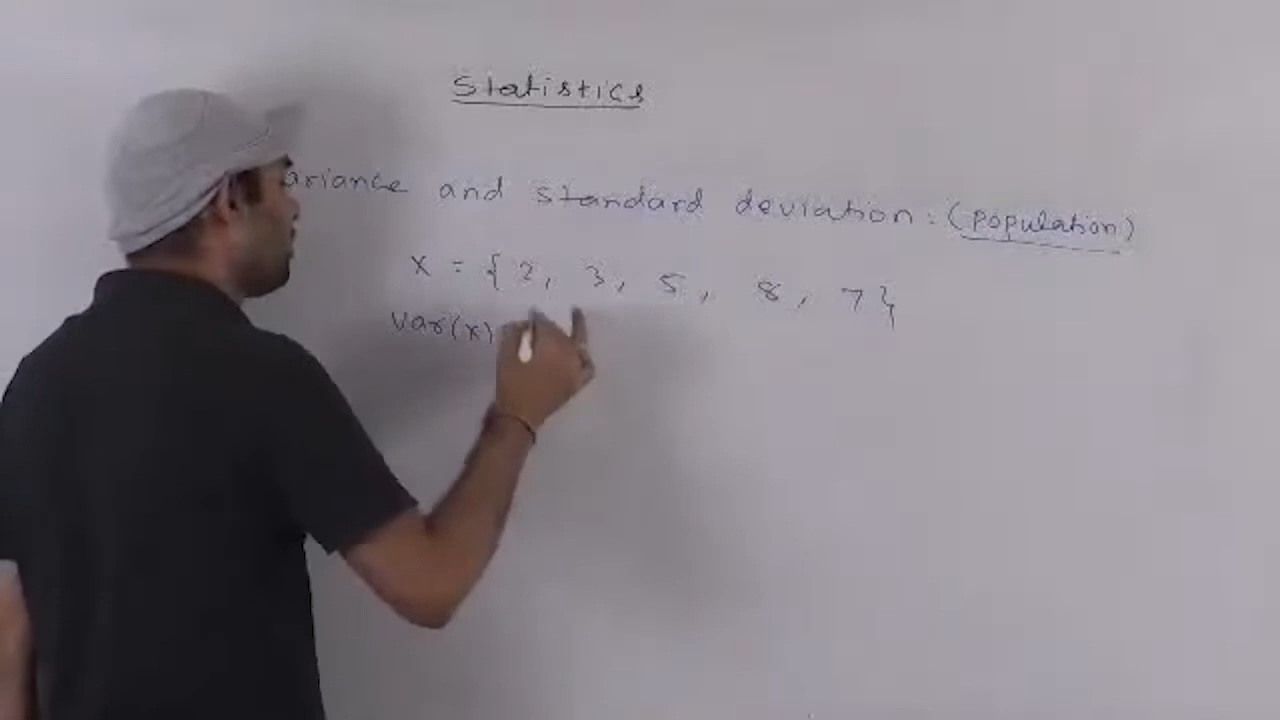 Statistics
ariance and standard deviation : (population)
x = { 2, 3, 5, 8, 7 }
var(x)